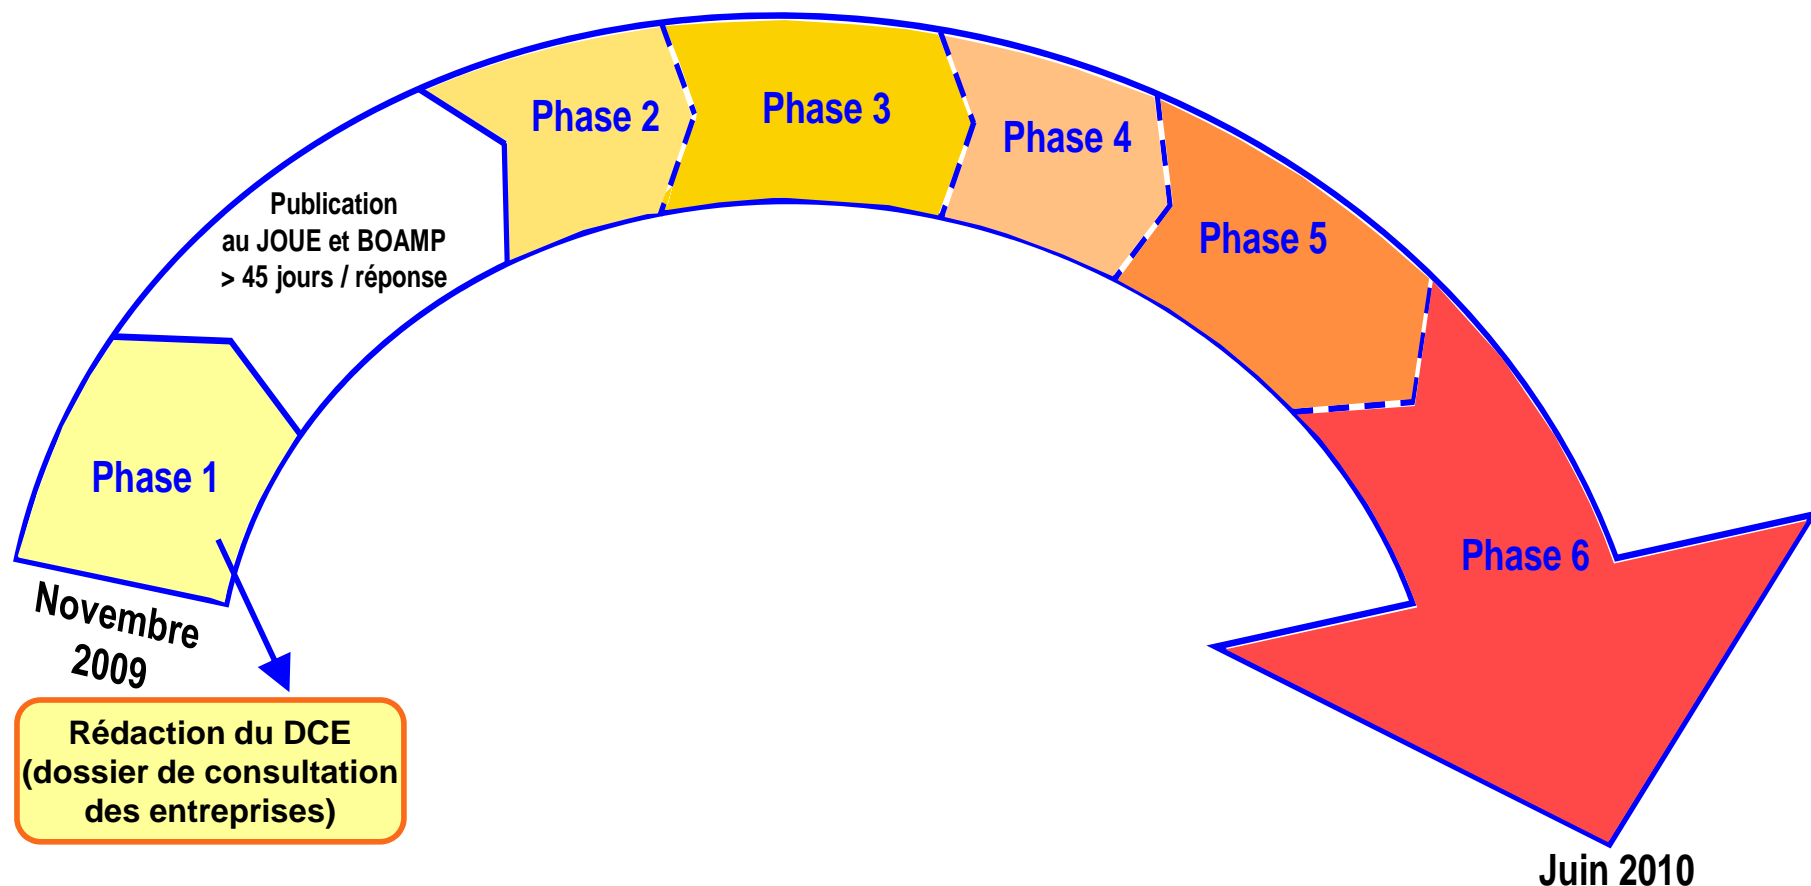 Phase 1
Publication
au JOUE et BOAMP
> 45 jours / réponse
Phase 2
Phase 3
Phase 4
Phase 5
Phase 6
Novembre
2009
Rédaction du DCE
(dossier de consultation
des entreprises)
Juin 2010